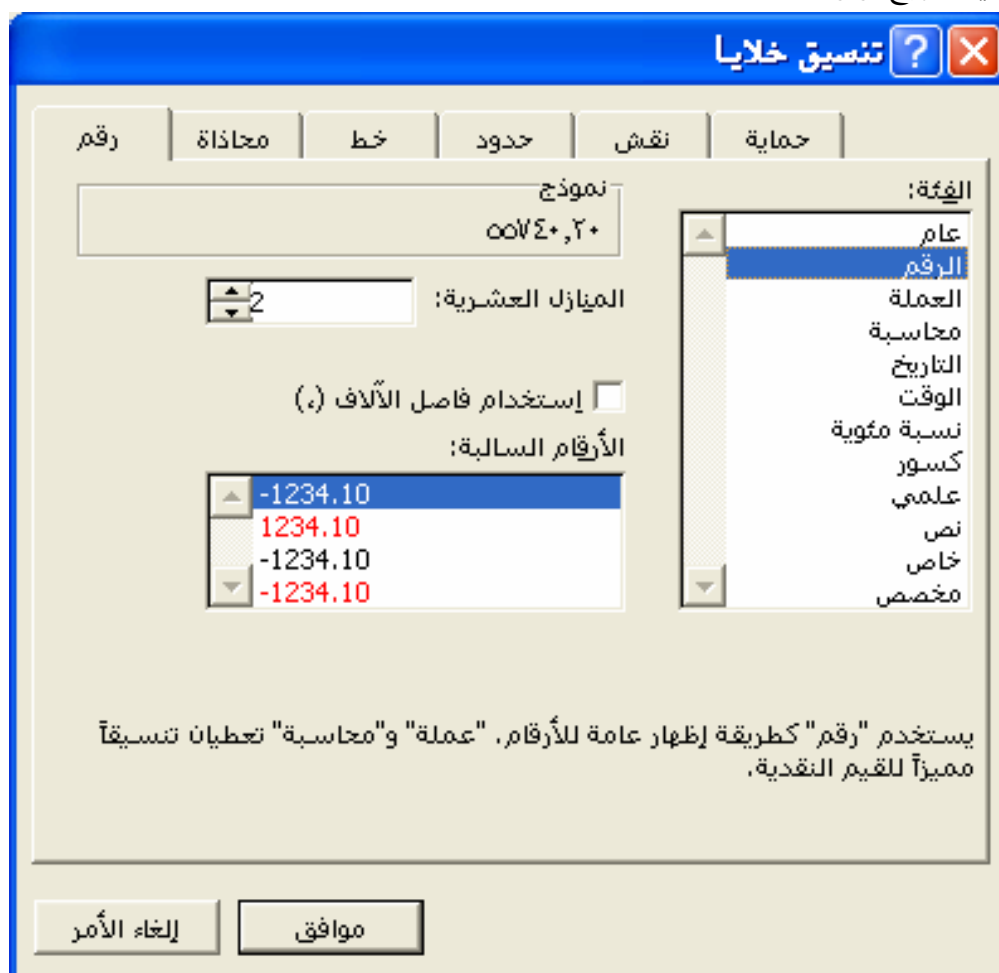 تنسيق خلايا
رقم
محاذاة
خط
حدود
نقش
حماية
الفئة:
عام
الرقم
العملة
محاسبة
التاريخ
الوقت
نسبة مئوية
كسور
علمي
نص
خاص
مخصص
نموذج
٥٥٧٤٠,٢٠
المنازل العشرية: 2
إستخدام فاصل الآلاف (،)
الأرقام السالبة:
-1234.10
1234.10
-1234.10
-1234.10
يستخدم "رقم" كطريقة إظهار عامة للأرقام. "عملة" و"محاسبة" تعطيان تنسيقاً
مميزاً للقيم النقدية.
موافق
إلغاء الأمر